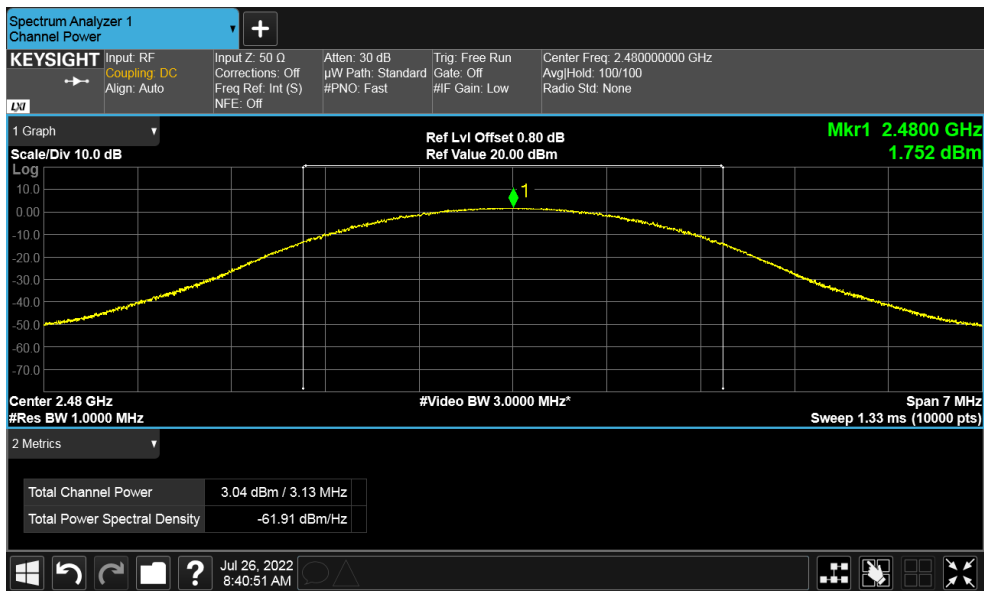 Spectrum Analyzer 1
Channel Power
+
KEYSIGHT
LXI
Input: RF
Coupling: DC
Align: Auto
Input Z: 50 Ω
Corrections: Off
Freq Ref: Int (S)
NFE: Off
Atten: 30 dB
µW Path: Standard
#PNO: Fast
Trig: Free Run
Gate: Off
#IF Gain: Low
Center Freq: 2.480000000 GHz
Avg|Hold: 100/100
Radio Std: None
1 Graph
Scale/Div 10.0 dB
Ref Lvl Offset 0.80 dB
Ref Value 20.00 dBm
Mkr1 2.4800 GHz
1.752 dBm
Log
10.0
0.00
-10.0
-20.0
-30.0
-40.0
-50.0
-60.0
-70.0
1
Center 2.48 GHz
#Res BW 1.0000 MHz
#Video BW 3.0000 MHz*
Span 7 MHz
Sweep 1.33 ms (10000 pts)
2 Metrics
Total Channel Power 3.04 dBm / 3.13 MHz
Total Power Spectral Density -61.91 dBm/Hz
?
Jul 26, 2022
8:40:51 AM